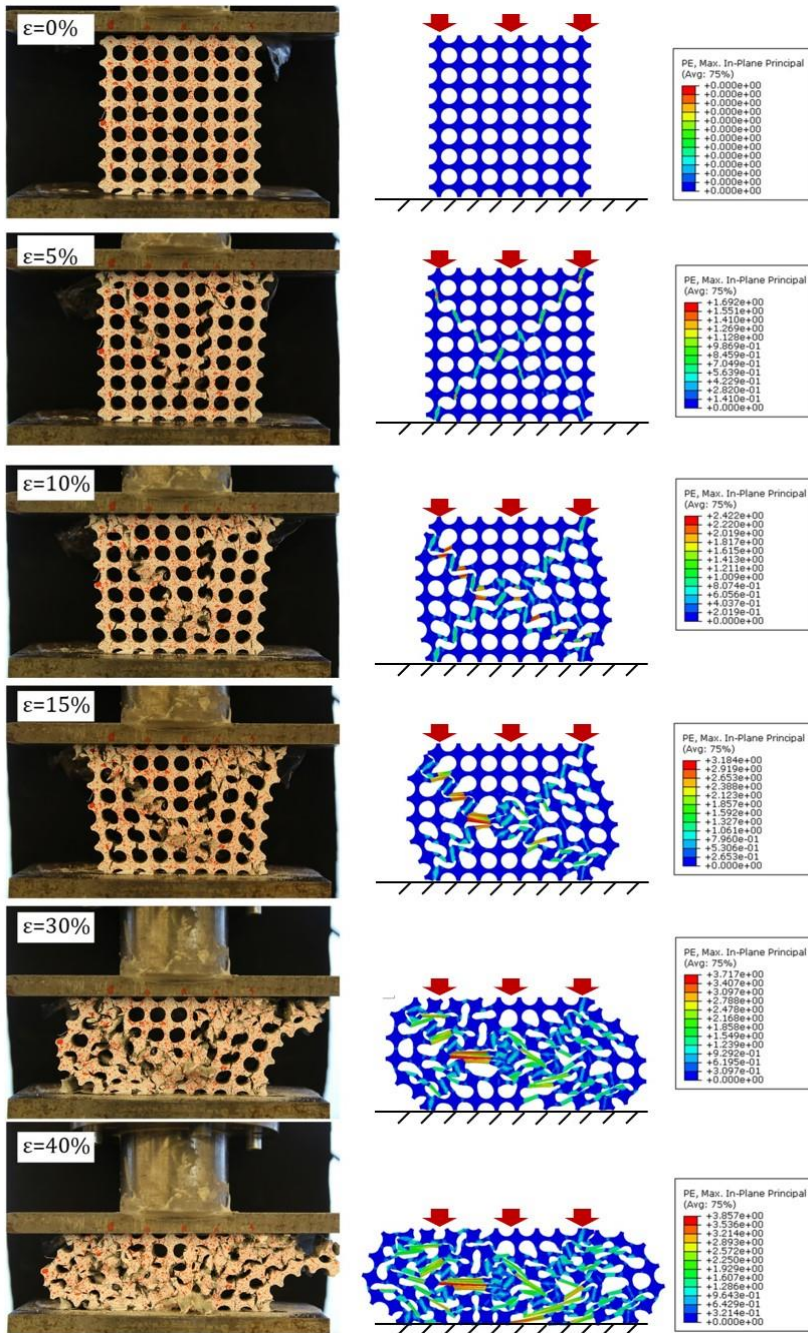 ε=0%
PE, Max. In-Plane Principal
(Avg: 75%)
+0.000e+00
+0.000e+00
+0.000e+00
+0.000e+00
+0.000e+00
+0.000e+00
+0.000e+00
+0.000e+00
+0.000e+00
+0.000e+00
ε=5%
PE, Max. In-Plane Principal
(Avg: 75%)
+1.692e+00
+1.551e+00
+1.410e+00
+1.269e+00
+1.128e+00
+9.869e-01
+8.459e-01
+7.049e-01
+5.639e-01
+4.229e-01
+2.820e-01
+1.410e-01
+0.000e+00
ε=10%
PE, Max. In-Plane Principal
(Avg: 75%)
+2.422e+00
+2.220e+00
+2.019e+00
+1.817e+00
+1.615e+00
+1.413e+00
+1.211e+00
+1.009e+00
+8.074e-01
+6.056e-01
+4.037e-01
+2.019e-01
+0.000e+00
ε=15%
PE, Max. In-Plane Principal
(Avg: 75%)
+3.184e+00
+2.919e+00
+2.653e+00
+2.388e+00
+2.123e+00
+1.857e+00
+1.592e+00
+1.327e+00
+1.061e+00
+7.960e-01
+5.306e-01
+2.653e-01
+0.000e+00
ε=30%
PE, Max. In-Plane Principal
(Avg: 75%)
+3.717e+00
+3.407e+00
+3.097e+00
+2.788e+00
+2.478e+00
+2.168e+00
+1.858e+00
+1.549e+00
+1.239e+00
+9.292e-01
+6.195e-01
+3.097e-01
+0.000e+00
ε=40%
PE, Max. In-Plane Principal
(Avg: 75%)
+3.857e+00
+3.536e+00
+3.214e+00
+2.893e+00
+2.572e+00
+2.250e+00
+1.929e+00
+1.607e+00
+1.286e+00
+9.643e-01
+6.429e-01
+3.214e-01
+0.000e+00